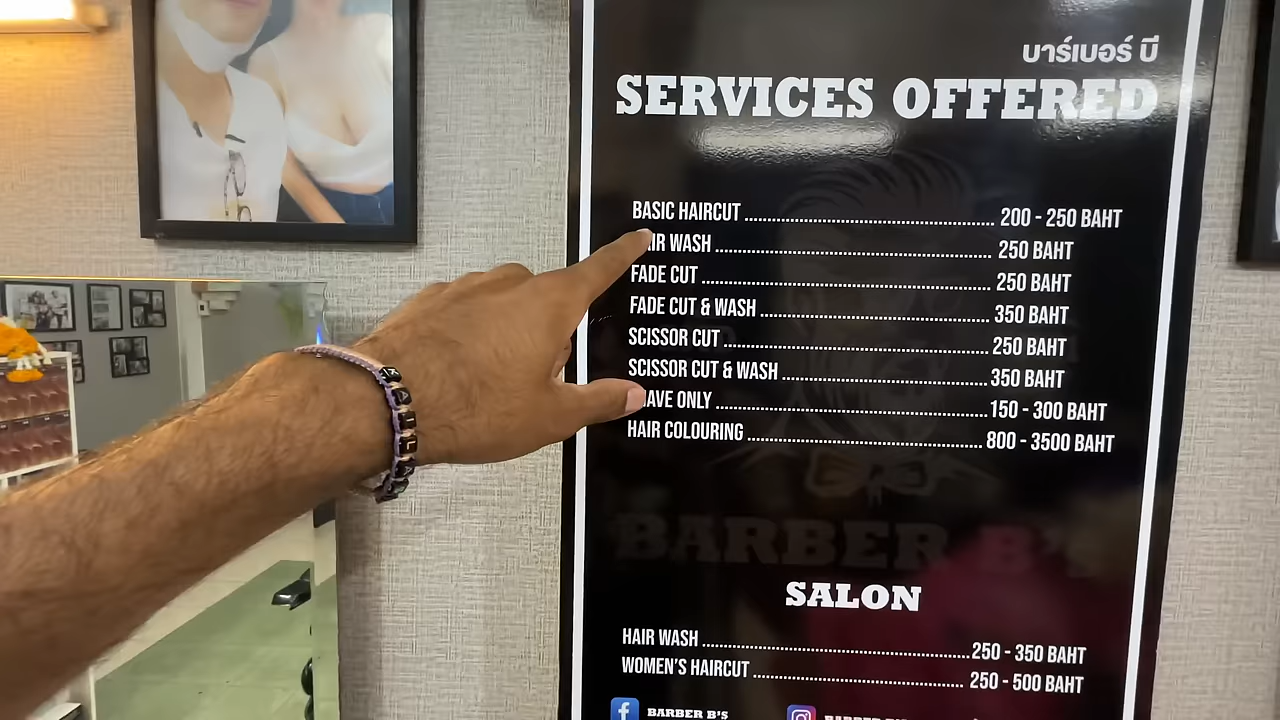 บาร์เบอร์ บี
SERVICES OFFERED
BASIC HAIRCUT ........ 200 - 250 BAHT
IR WASH ........ 250 BAHT
FADE CUT ........ 250 BAHT
FADE CUT & WASH ........ 350 BAHT
SCISSOR CUT ........ 250 BAHT
SCISSOR CUT & WASH ........ 350 BAHT
AVE ONLY ........ 150 - 300 BAHT
HAIR COLOURING ........ 800 - 3500 BAHT
BARBER B'S
SALON
HAIR WASH ........ 250 - 350 BAHT
WOMEN'S HAIRCUT ........ 250 - 500 BAHT
BARBER B'S